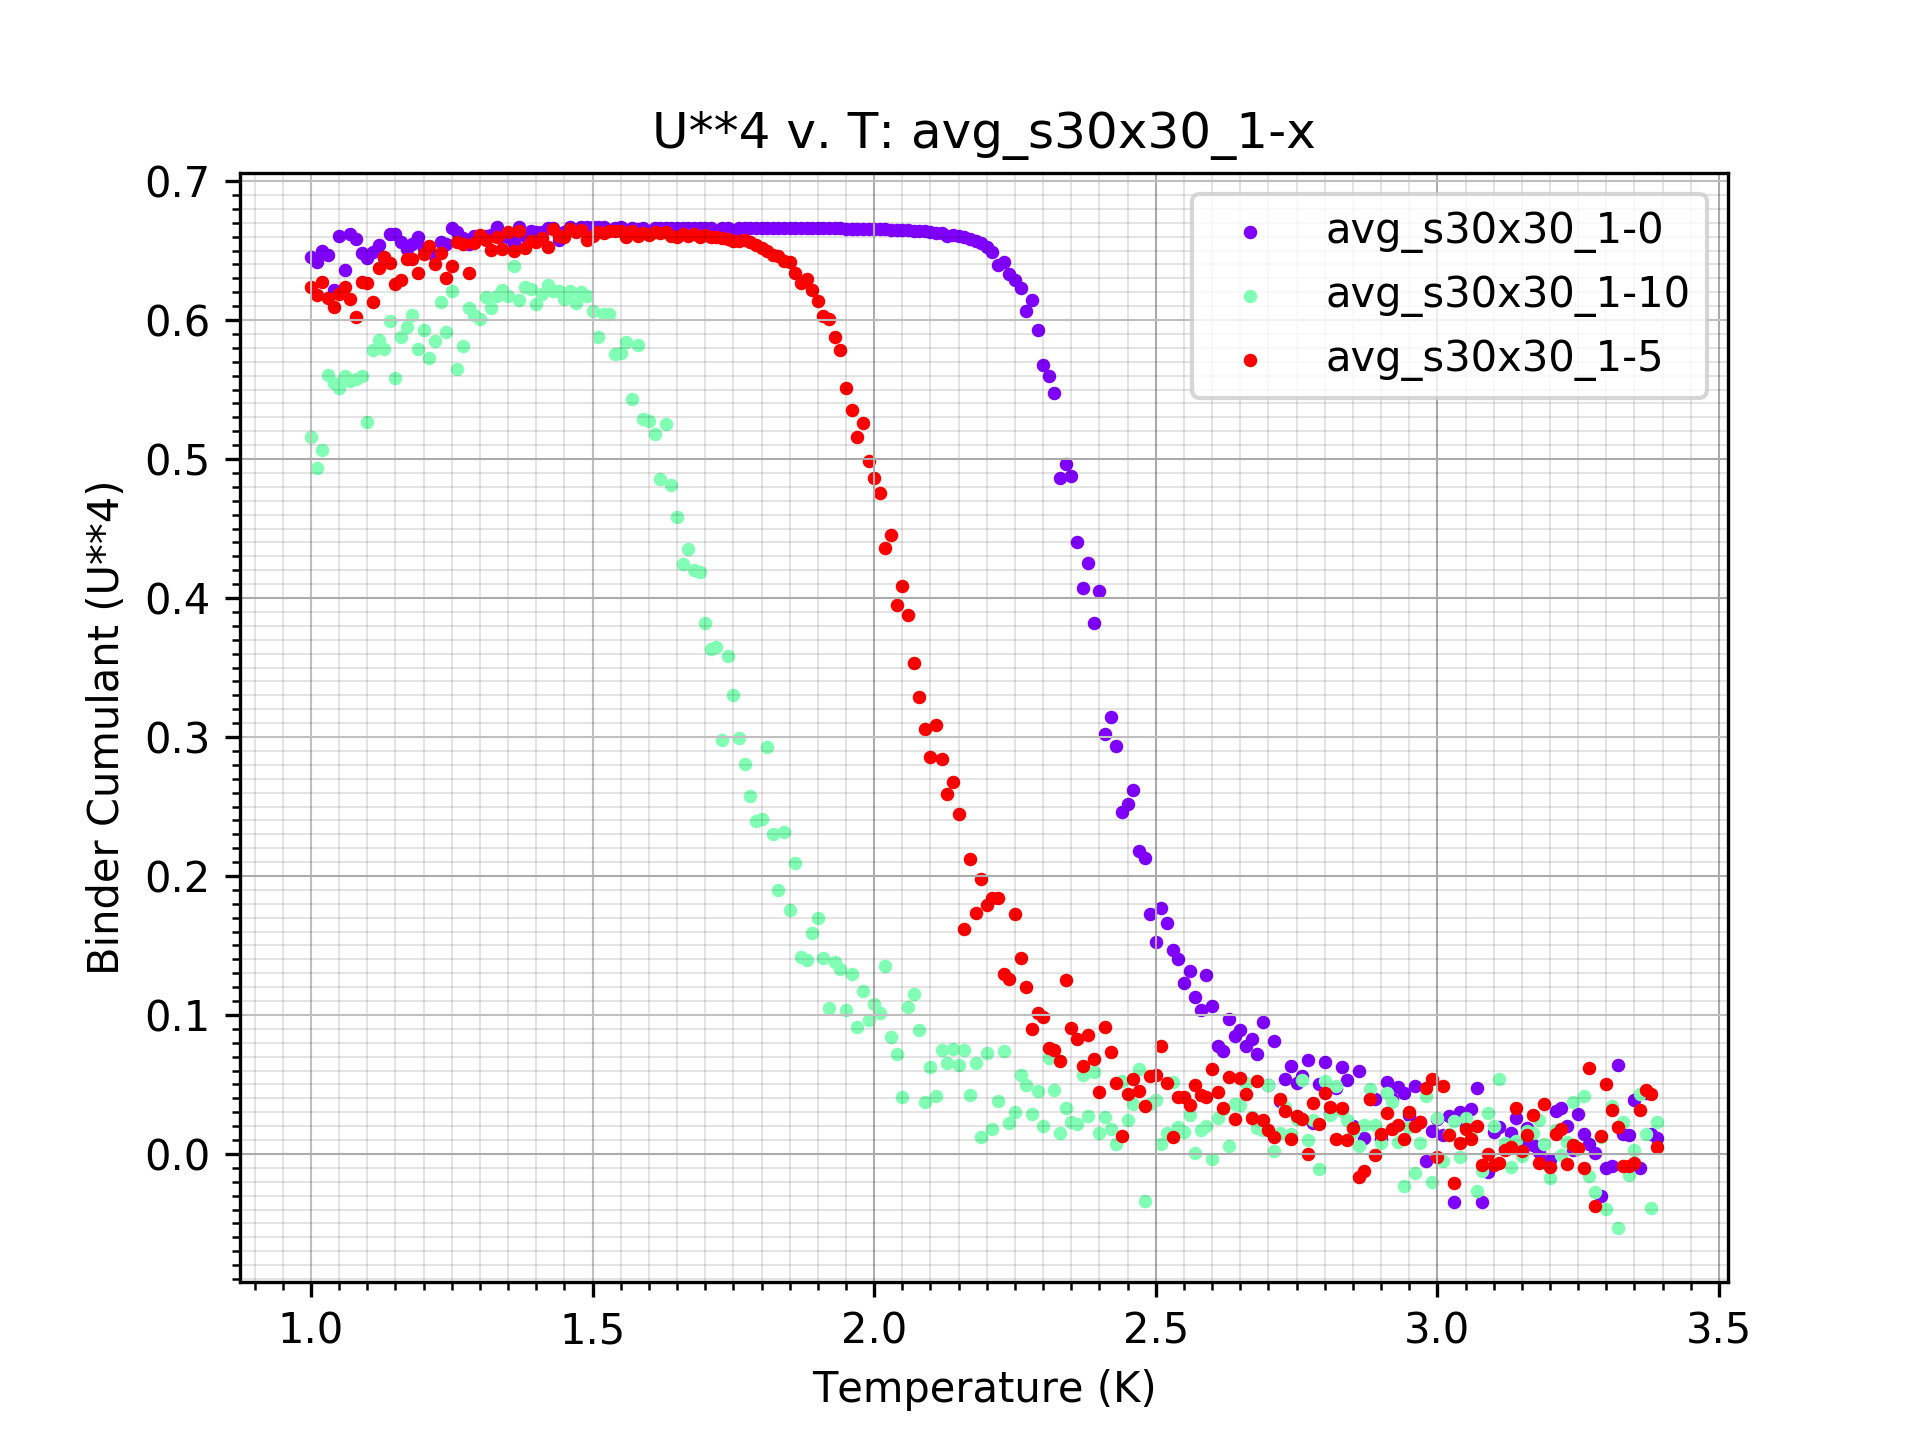 U**4 v. T: avg_s30x30_1-x
avg_s30x30_1-0
avg_s30x30_1-10
avg_s30x30_1-5
Binder Cumulant (U**4)
0.7
0.6
0.5
0.4
0.3
0.2
0.1
0.0
1.0 1.5 2.0 2.5 3.0 3.5
Temperature (K)